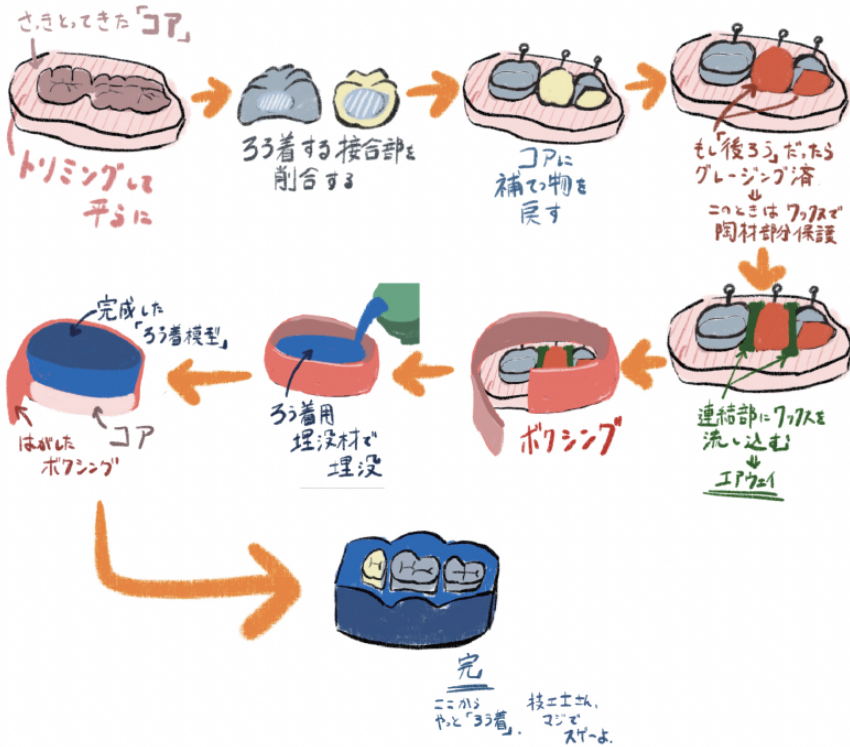 さっきとってきた「コア」
トリミングして
平らに
ろう着する接合部を
削合する
コアに
補てつ物を
戻す
もし「後ろう」だったら
グレージング済
このときはワックスで
陶材部分保護
連結部にワックスを
流し込む
エアウェイ
ボクシング
ろう着用
埋没材で
埋没
完成した
「ろう着模型」
コア
はがした
ボクシング
完
ここから
やっと「ろう着」.
技工士さん,
マジで
スゲーよ.